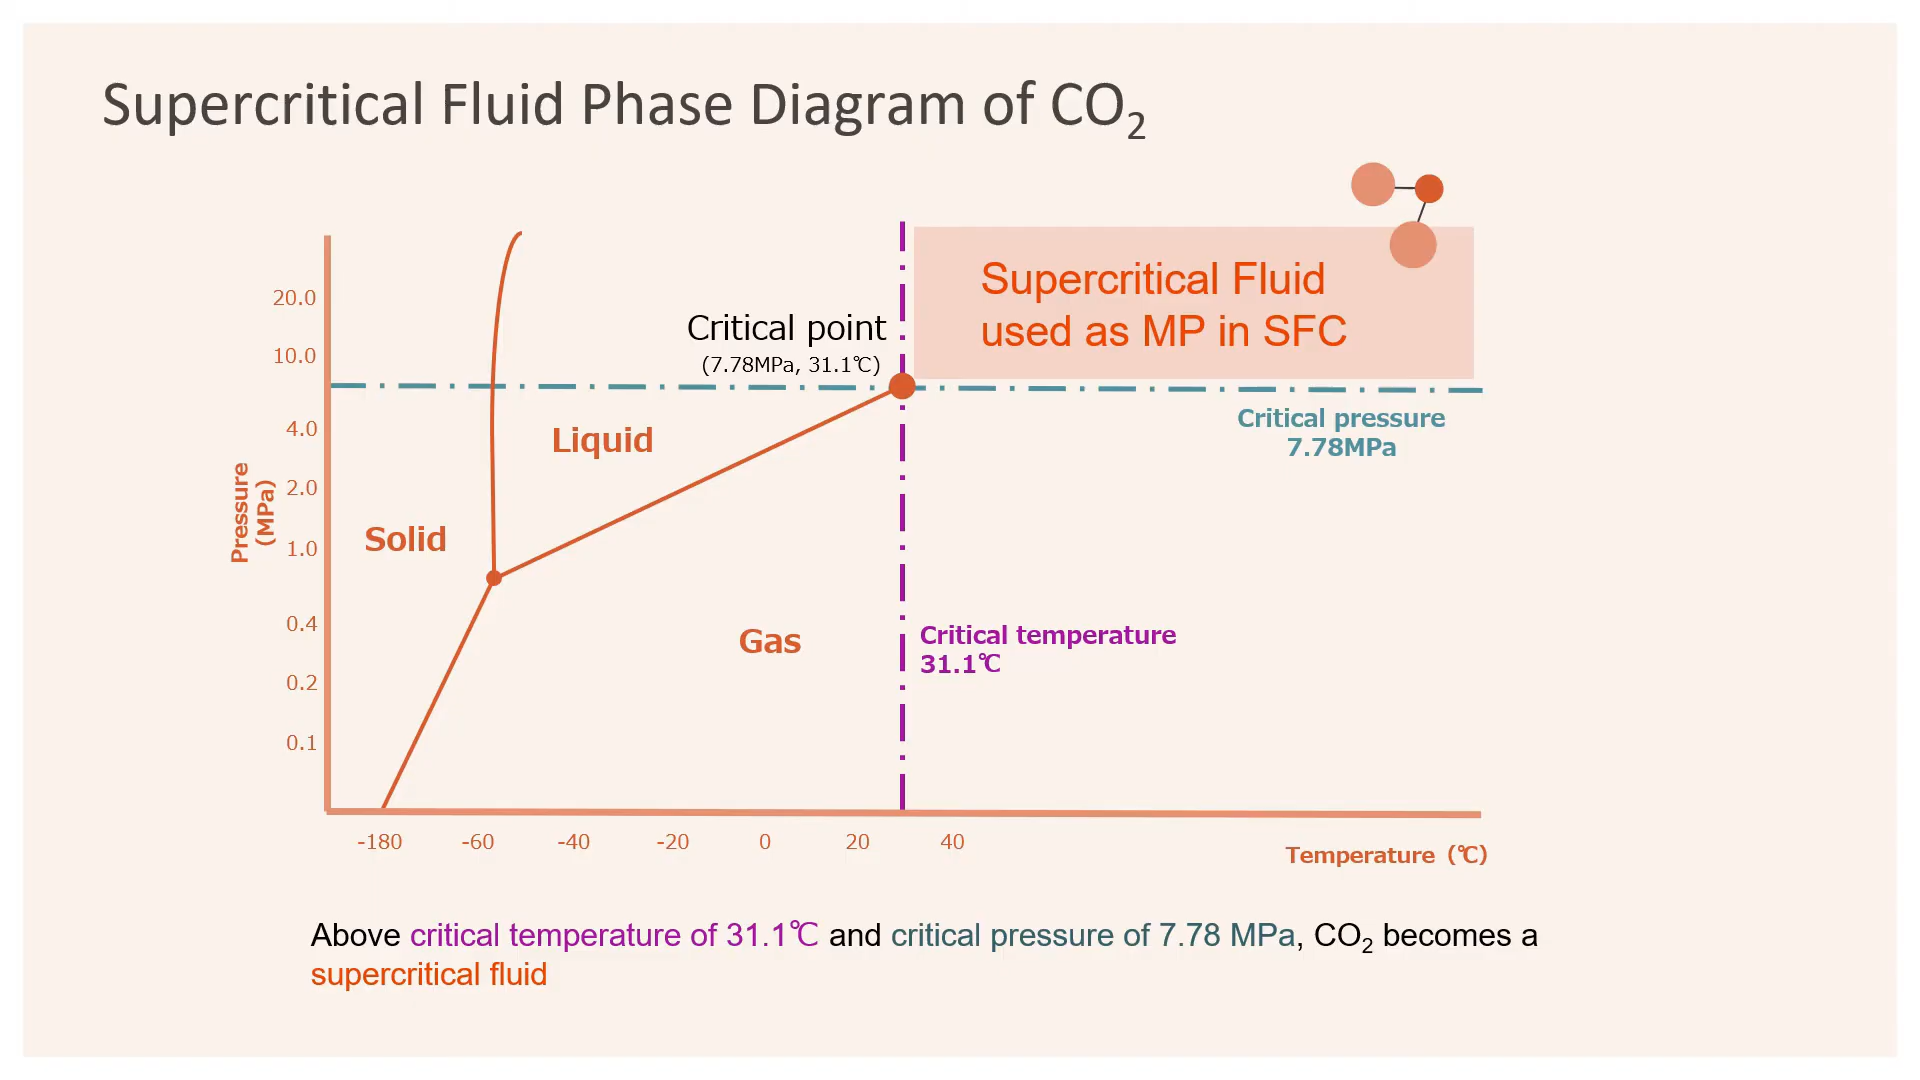 Supercritical Fluid Phase Diagram of CO₂
Supercritical Fluid
used as MP in SFC
20.0
Critical point
10.0
(7.78MPa, 31.1℃)
Critical pressure
7.78MPa
4.0
Liquid
2.0
Pressure
(MPa)
Solid
1.0
0.4
Gas
Critical temperature
31.1℃
0.2
0.1
-180 -60 -40 -20 0 20 40
Temperature (℃)
Above critical temperature of 31.1℃ and critical pressure of 7.78 MPa, CO₂ becomes a
supercritical fluid